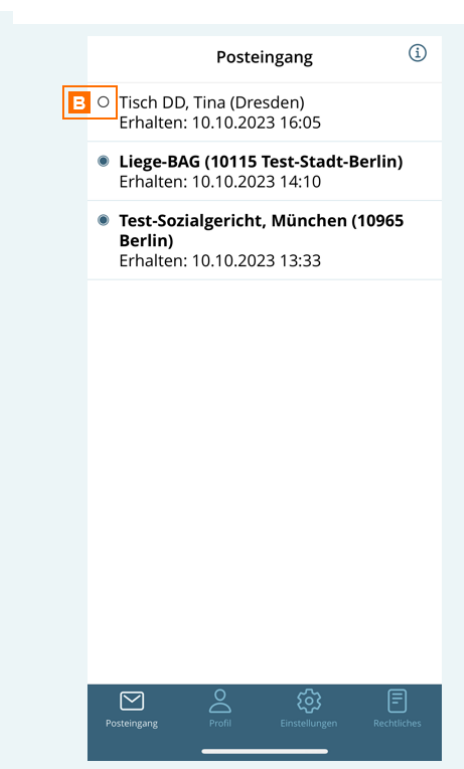 Posteingang
B
Tisch DD, Tina (Dresden)
Erhalten: 10.10.2023 16:05
Liege-BAG (10115 Test-Stadt-Berlin)
Erhalten: 10.10.2023 14:10
Test-Sozialgericht, München (10965
Berlin)
Erhalten: 10.10.2023 13:33
Posteingang
Profil
Einstellungen
Rechtliches